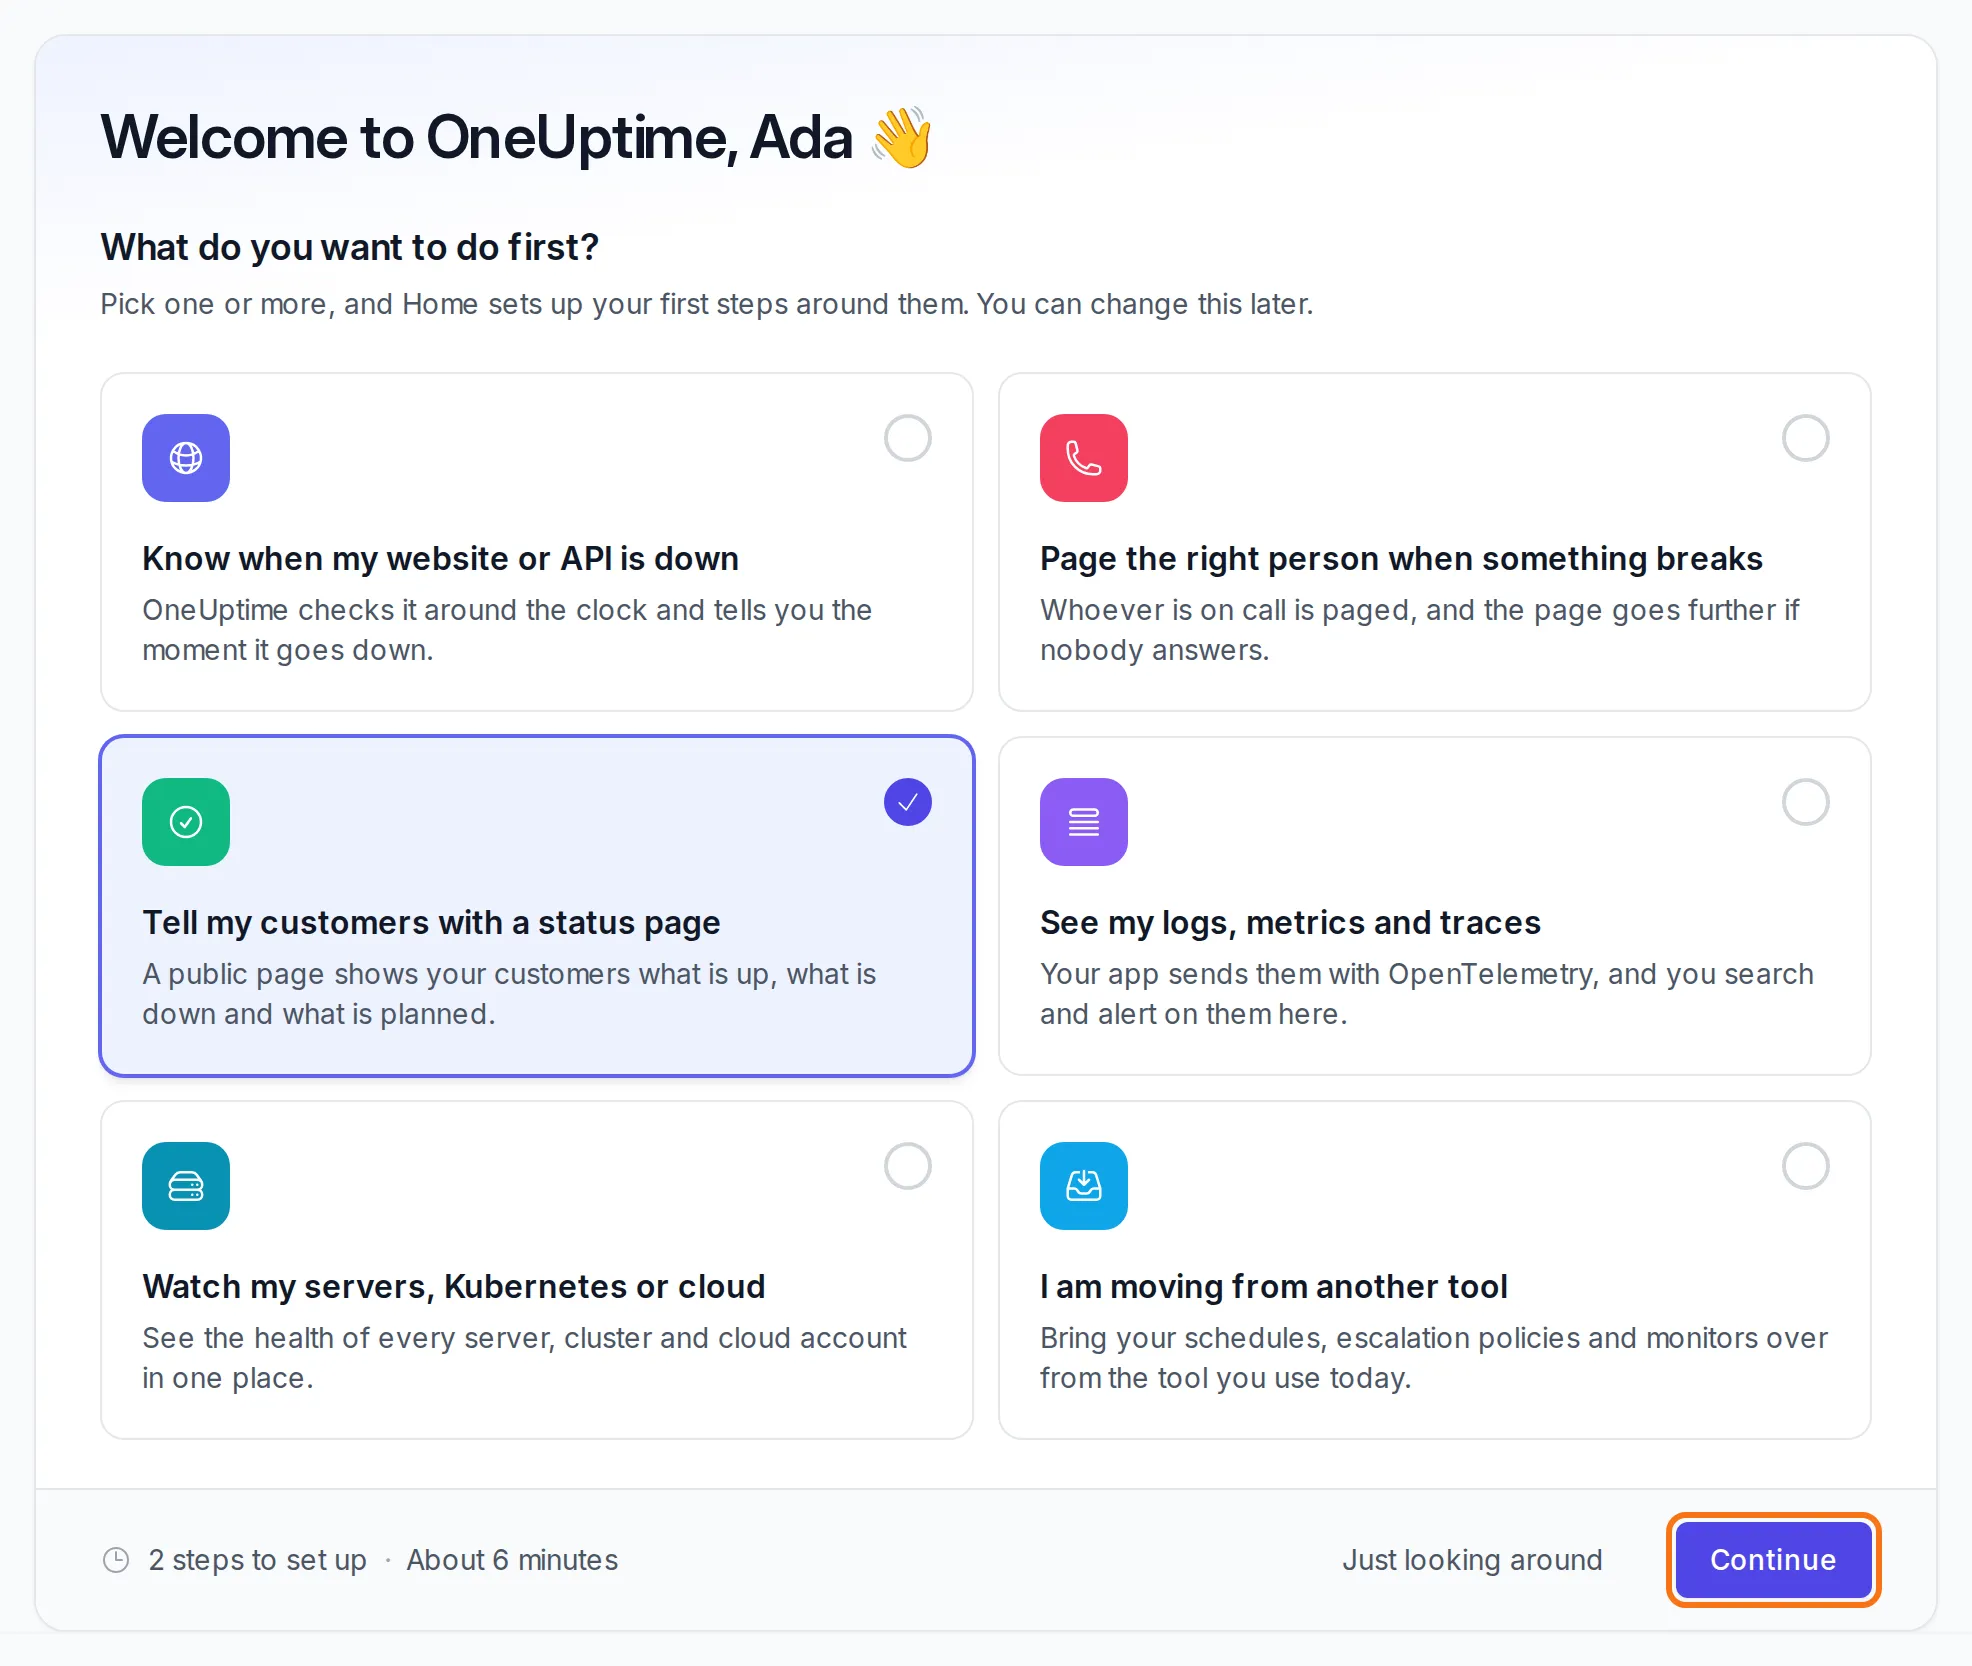 Welcome to OneUptime, Ada 👋
What do you want to do first?
Pick one or more, and Home sets up your first steps around them. You can change this later.
Know when my website or API is down
OneUptime checks it around the clock and tells you the
moment it goes down.
Page the right person when something breaks
Whoever is on call is paged, and the page goes further if
nobody answers.
Tell my customers with a status page
A public page shows your customers what is up, what is
down and what is planned.
See my logs, metrics and traces
Your app sends them with OpenTelemetry, and you search
and alert on them here.
Watch my servers, Kubernetes or cloud
See the health of every server, cluster and cloud account
in one place.
I am moving from another tool
Bring your schedules, escalation policies and monitors over
from the tool you use today.
2 steps to set up · About 6 minutes
Just looking around
Continue